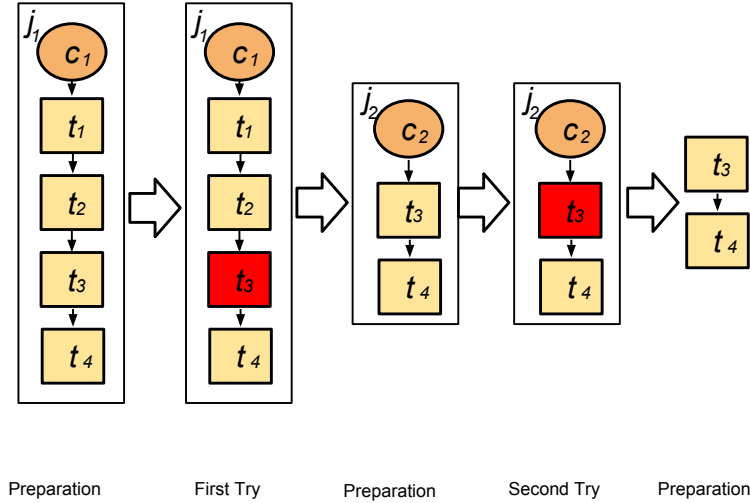 j1
c1
t1
t2
t3
t4
j1
c1
t1
t2
t3
t4
j2
c2
t3
t4
j2
c2
t3
t4
t3
t4
Preparation First Try Preparation Second Try Preparation